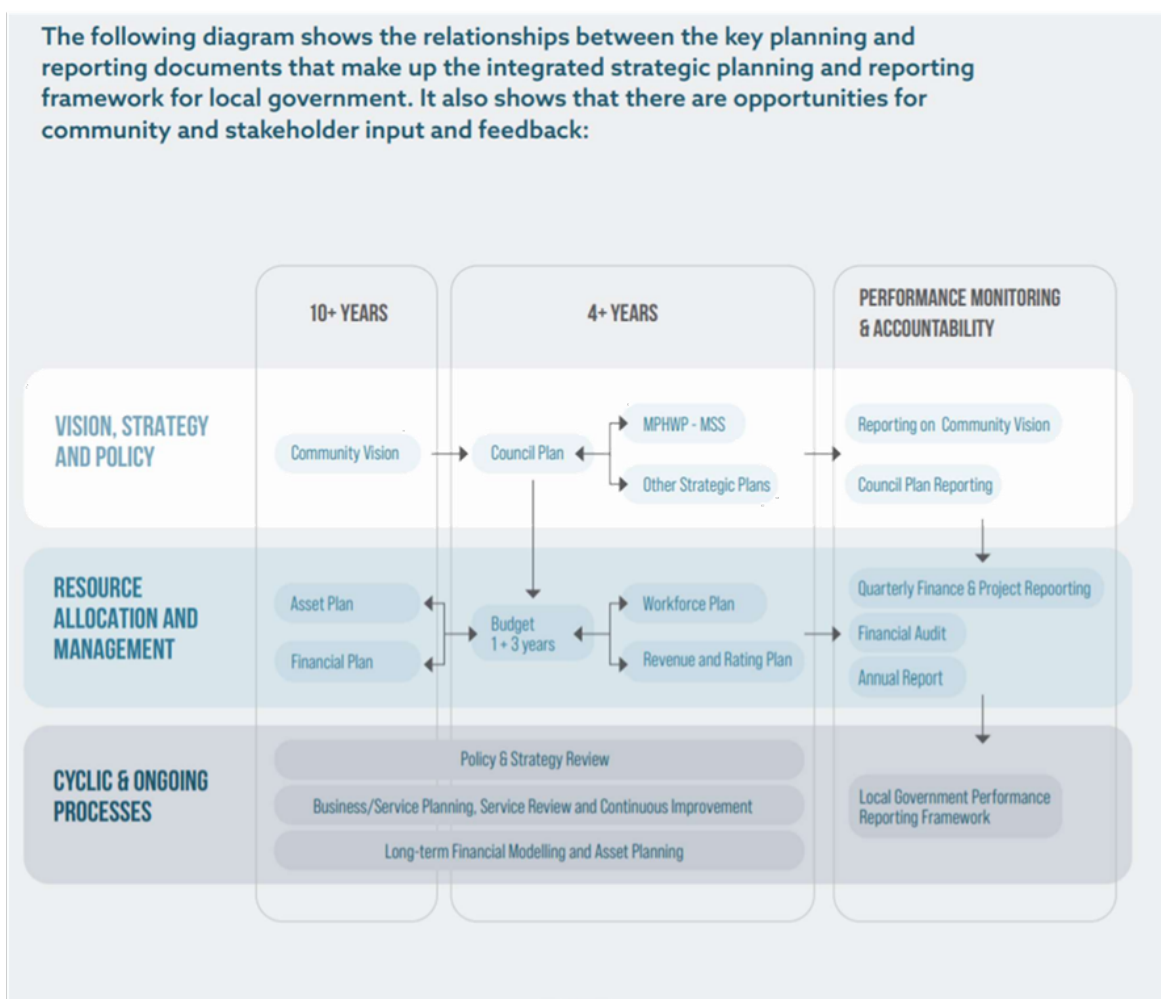 The following diagram shows the relationships between the key planning and
reporting documents that make up the integrated strategic planning and reporting
framework for local government. It also shows that there are opportunities for
community and stakeholder input and feedback:
10+ YEARS
4+ YEARS
PERFORMANCE MONITORING
& ACCOUNTABILITY
VISION, STRATEGY
AND POLICY
Community Vision
Council Plan
MPHWP - MSS
Other Strategic Plans
Reporting on Community Vision
Council Plan Reporting
RESOURCE
ALLOCATION AND
MANAGEMENT
Asset Plan
Financial Plan
Budget
1 + 3 years
Workforce Plan
Revenue and Rating Plan
Quarterly Finance & Project Repoorting
Financial Audit
Annual Report
CYCLIC & ONGOING
PROCESSES
Policy & Strategy Review
Business/Service Planning, Service Review and Continuous Improvement
Long-term Financial Modelling and Asset Planning
Local Government Performance
Reporting Framework